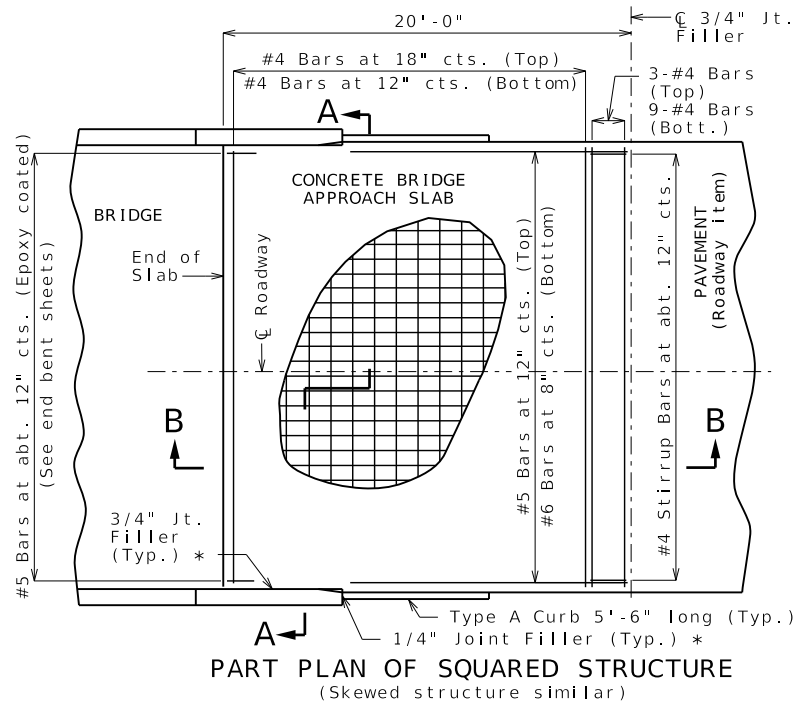 20'-0"
℄ 3/4" Jt.
Filler
#4 Bars at 18" cts. (Top)
#4 Bars at 12" cts. (Bottom)
3-#4 Bars
(Top)
9-#4 Bars
(Bott.)
A
CONCRETE BRIDGE
APPROACH SLAB
BRIDGE
End of
Slab
℄ Roadway
#5 Bars at abt. 12" cts. (Epoxy coated)
(See end bent sheets)
#5 Bars at 12" cts. (Top)
#6 Bars at 8" cts. (Bottom)
#4 Stirrup Bars at abt. 12" cts.
PAVEMENT
(Roadway item)
B
B
3/4" Jt.
Filler
(Typ.) *
A
Type A Curb 5'-6" long (Typ.)
1/4" Joint Filler (Typ.) *
PART PLAN OF SQUARED STRUCTURE
(Skewed structure similar)